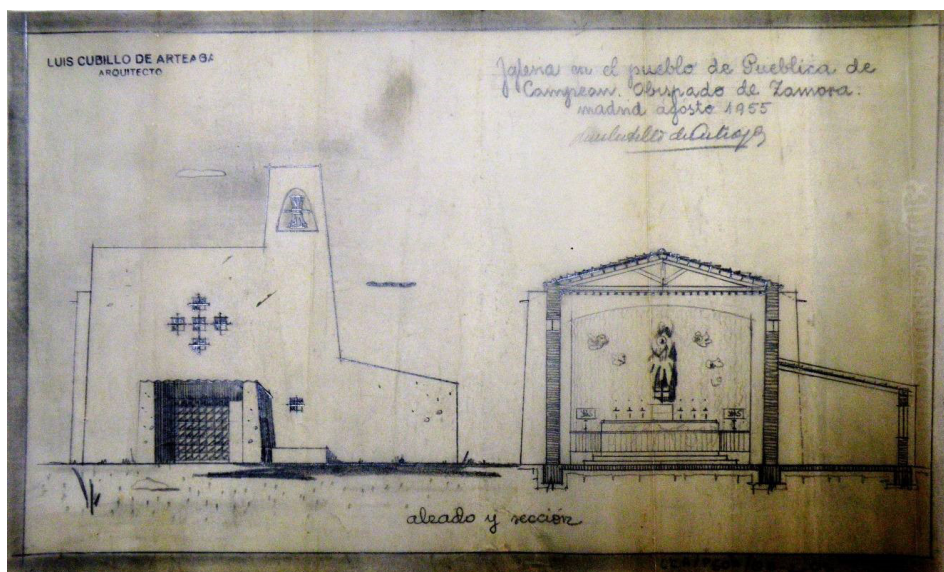 LUIS CUBILLO DE ARTEAGA
ARQUITECTO
Iglesia en el pueblo de Pueblica de
Campean. Obispado de Zamora.
madrid agosto 1955
alzado y sección